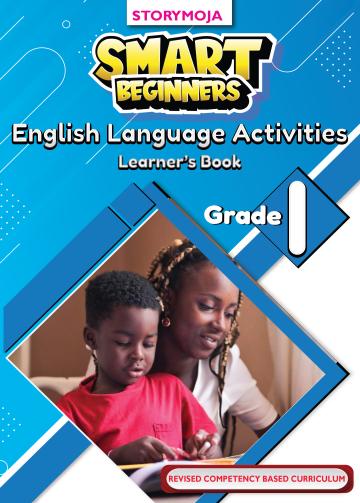 STORYMOJA
SMART
BEGINNERS
English Language Activities
Learner's Book
Grade 1
REVISED COMPETENCY BASED CURRICULUM